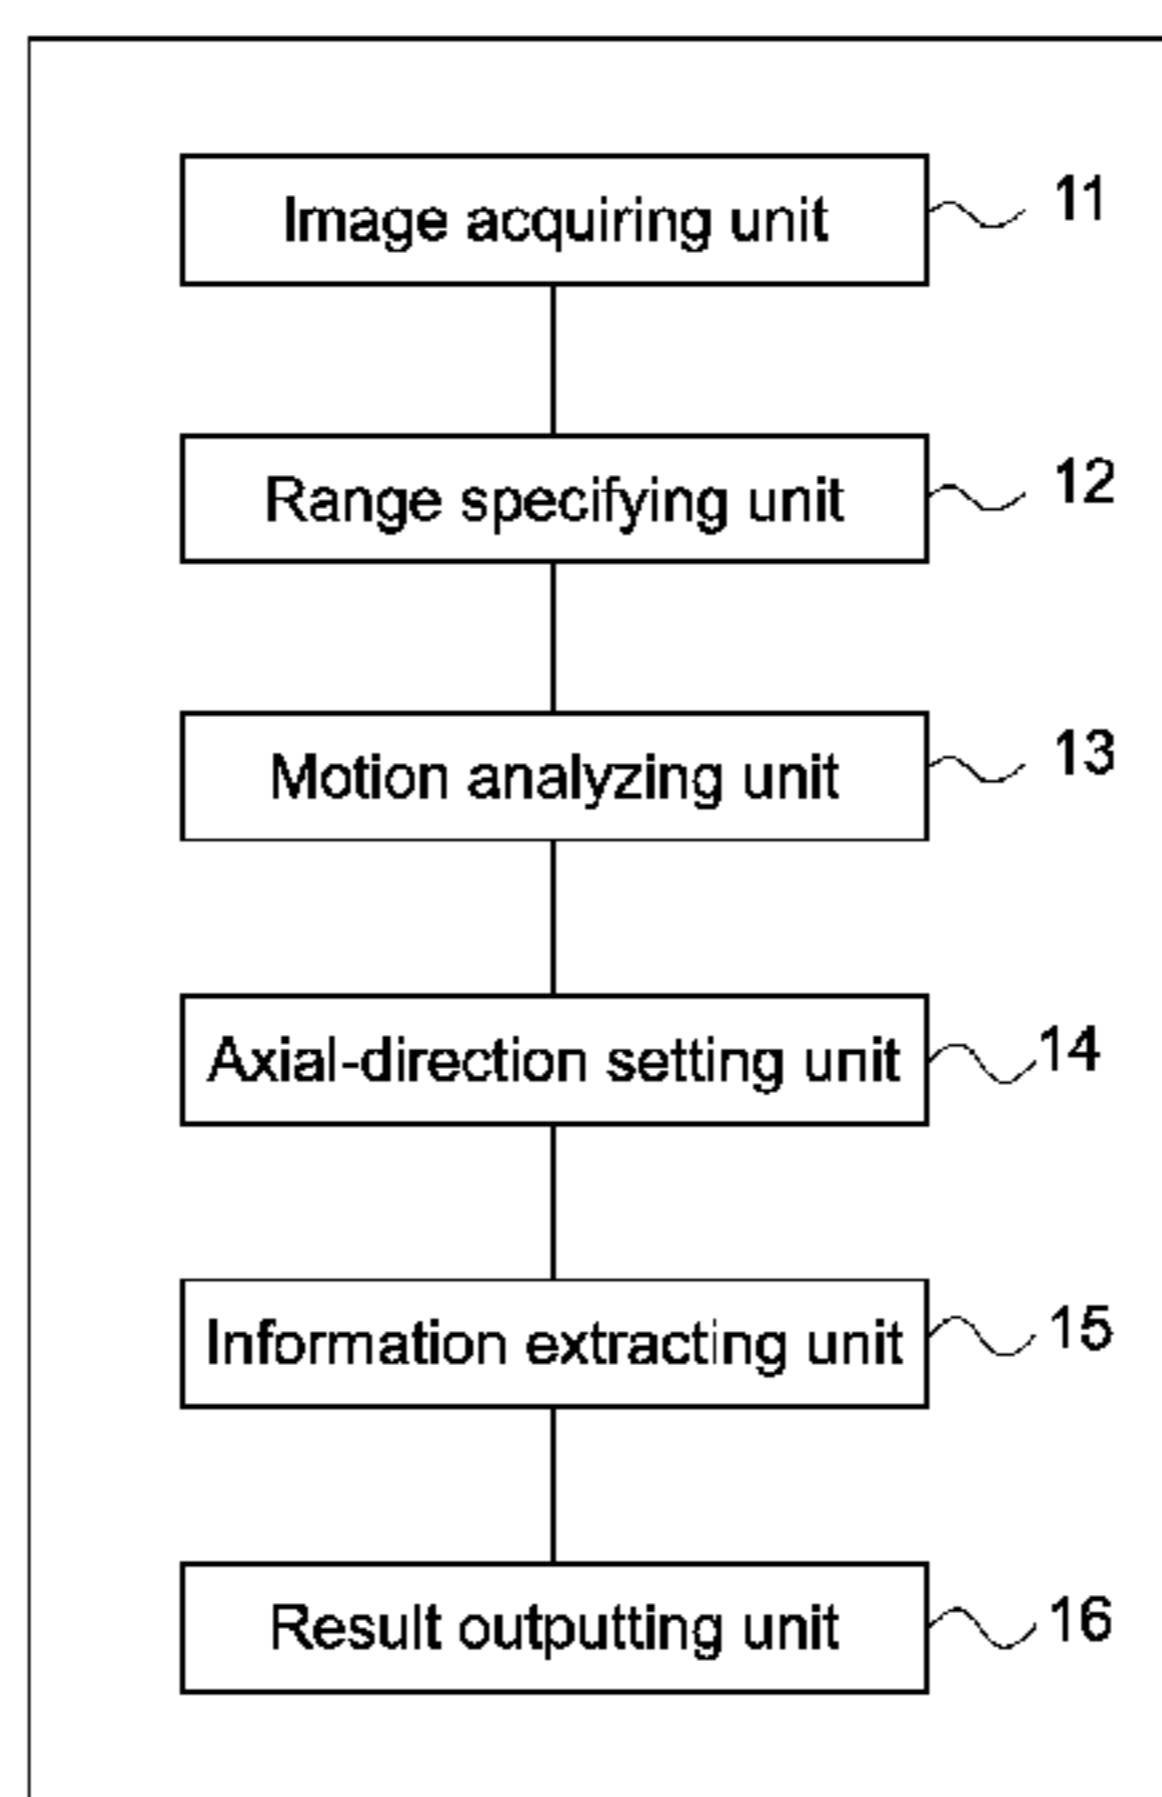 Image acquiring unit 11
Range specifying unit 12
Motion analyzing unit 13
Axial-direction setting unit 14
Information extracting unit 15
Result outputting unit 16